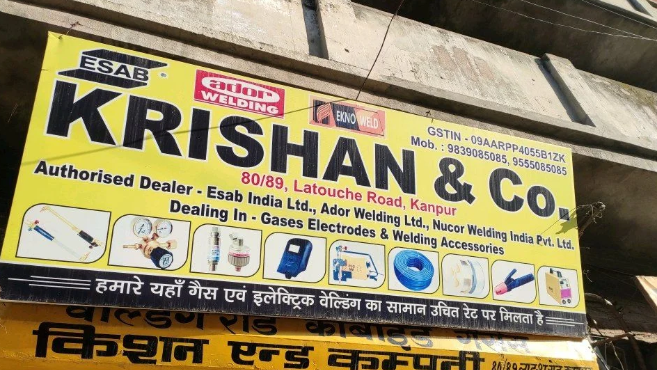 ESAB
ador
WELDING
EKNO WELD
GSTIN - 09AARPP4055B1ZK
Mob. : 9839085085, 9555085085
KRISHAN & Co.
80/89, Latouche Road, Kanpur
Authorised Dealer - Esab India Ltd., Ador Welding Ltd., Nucor Welding India Pvt. Ltd.
Dealing In - Gases Electrodes & Welding Accessories
हमारे यहाँ गैस एवं इलेक्ट्रिक वेल्डिंग का सामान उचित रेट पर मिलता है
वेल्डिंग राड कार्बाइड
किशन एण्ड कम्पनी